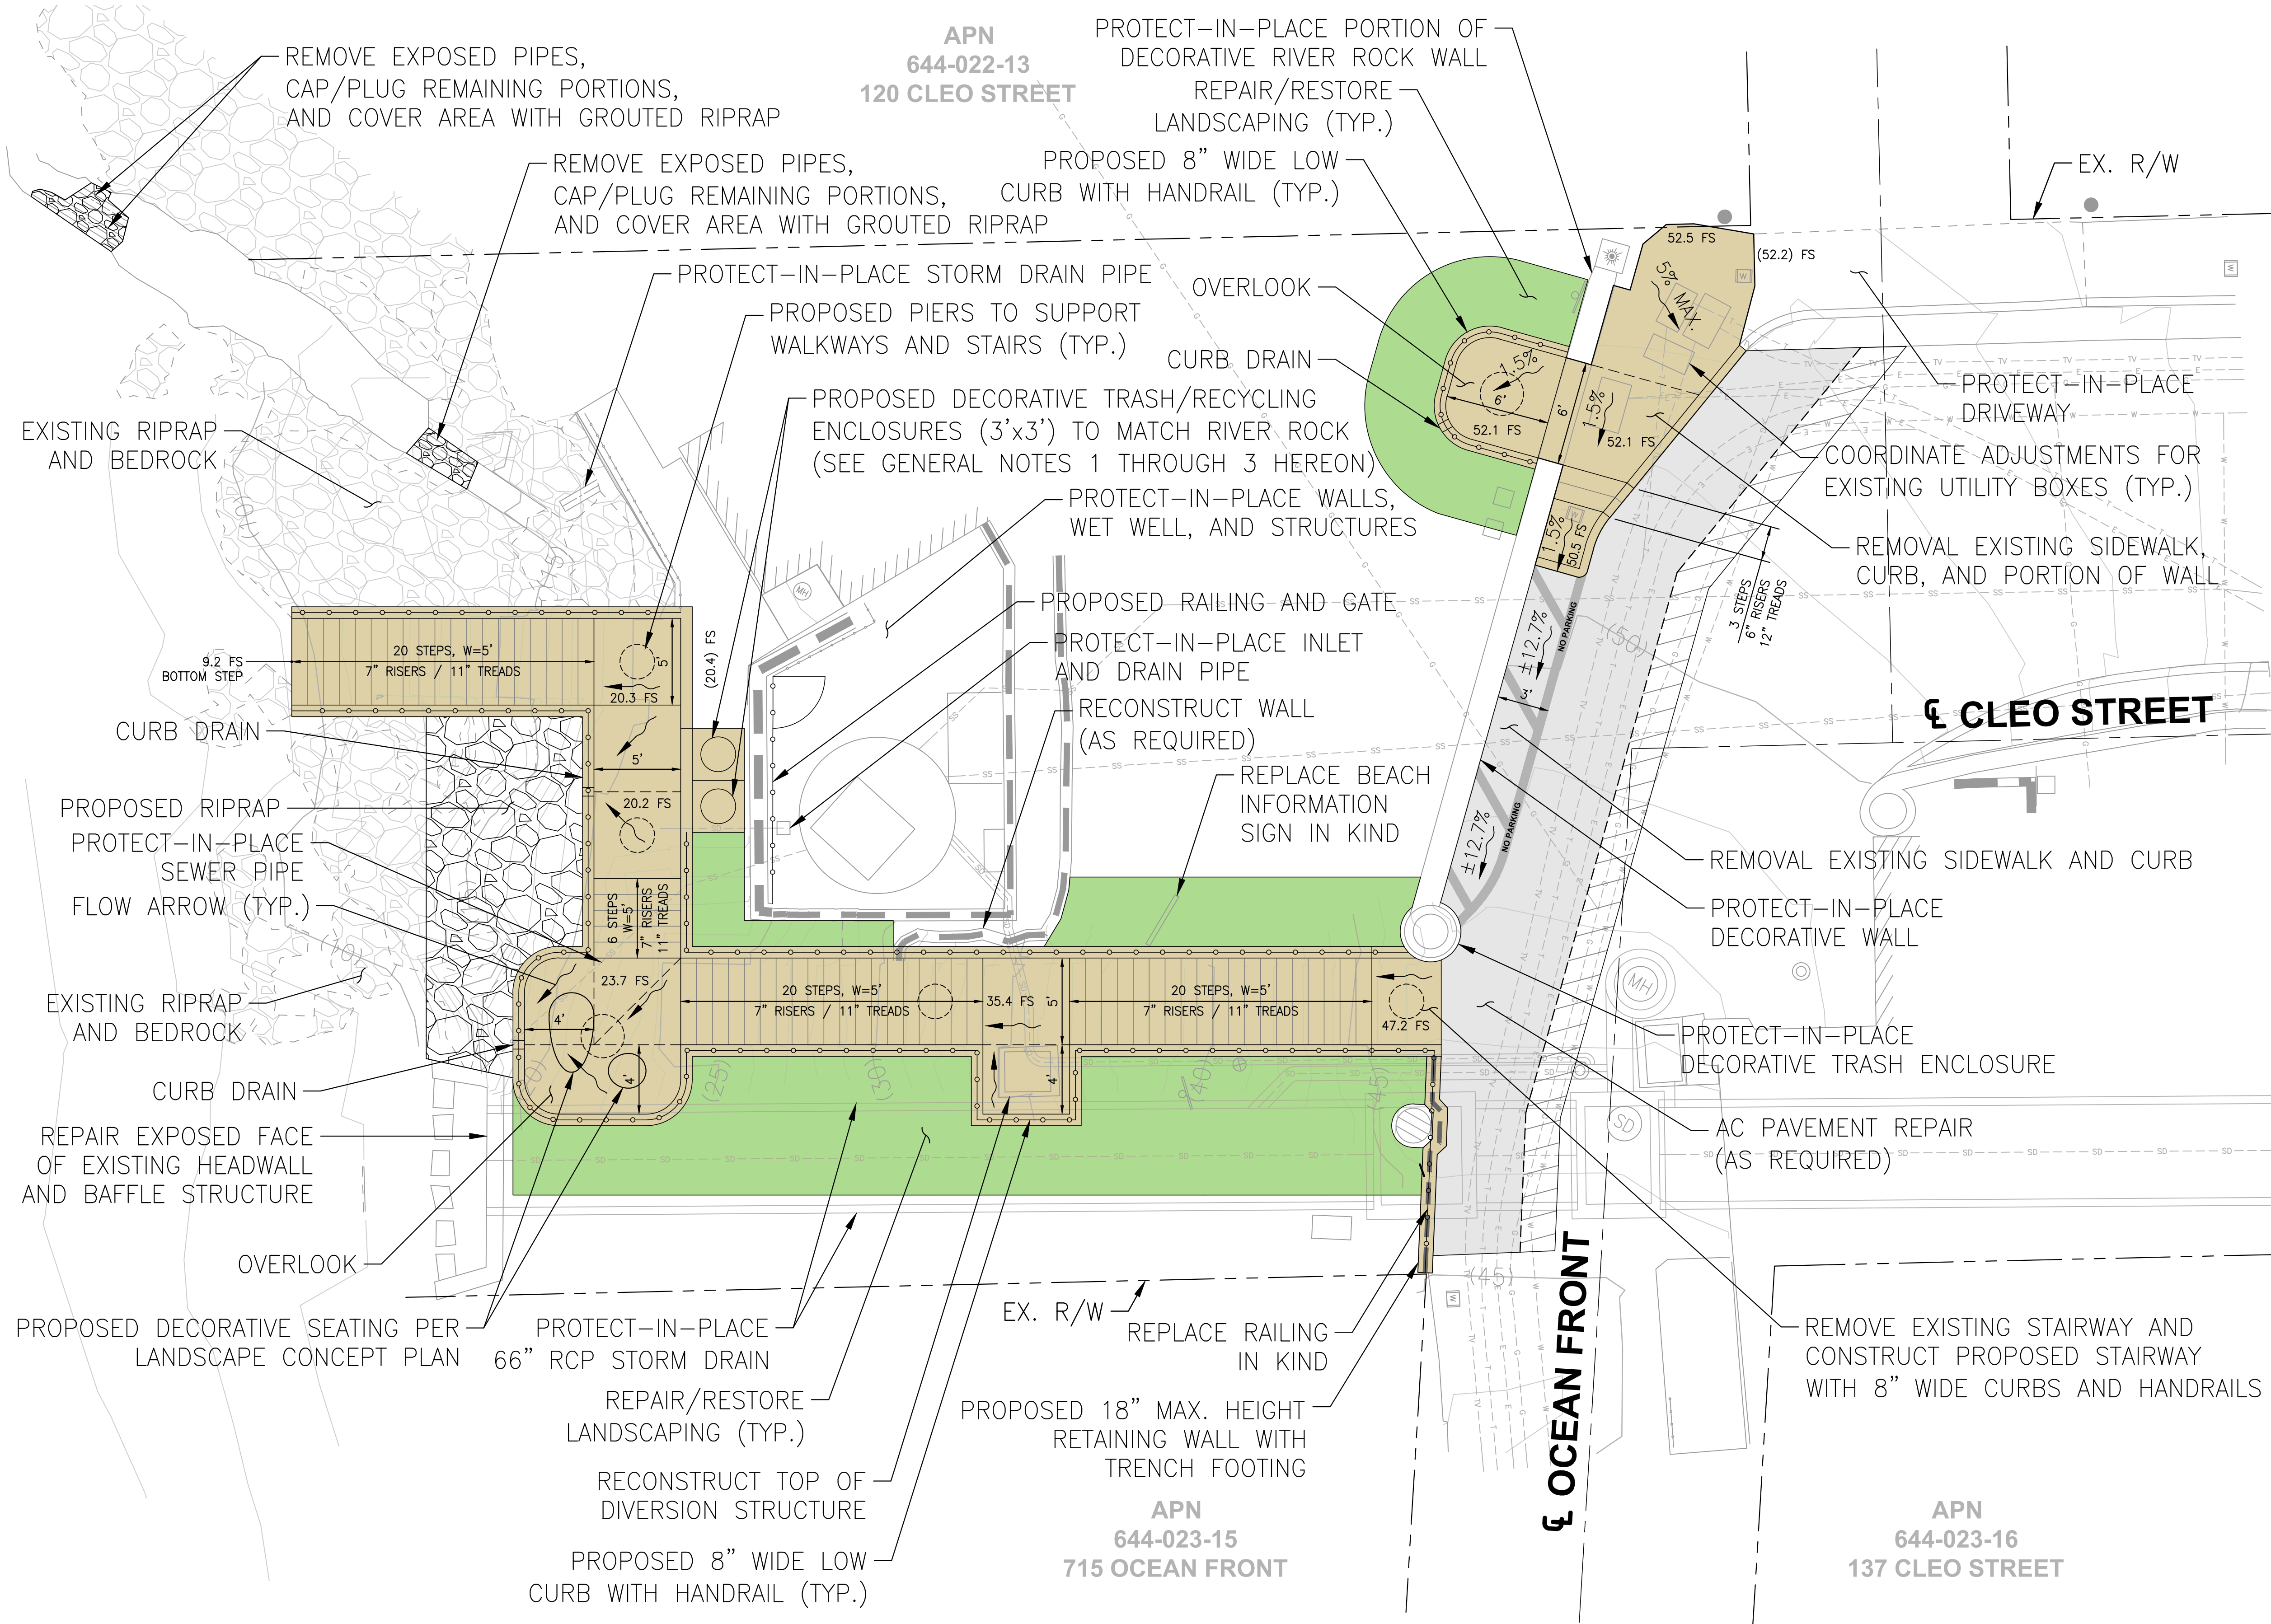 APN
644-022-13
120 CLEO STREET
REMOVE EXPOSED PIPES,
CAP/PLUG REMAINING PORTIONS,
AND COVER AREA WITH GROUTED RIPRAP
REMOVE EXPOSED PIPES,
CAP/PLUG REMAINING PORTIONS,
AND COVER AREA WITH GROUTED RIPRAP
PROTECT-IN-PLACE PORTION OF
DECORATIVE RIVER ROCK WALL
REPAIR/RESTORE
LANDSCAPING (TYP.)
PROPOSED 8" WIDE LOW
CURB WITH HANDRAIL (TYP.)
EX. R/W
PROTECT-IN-PLACE STORM DRAIN PIPE
OVERLOOK
PROPOSED PIERS TO SUPPORT
WALKWAYS AND STAIRS (TYP.)
CURB DRAIN
PROPOSED DECORATIVE TRASH/RECYCLING
ENCLOSURES (3'x3') TO MATCH RIVER ROCK
(SEE GENERAL NOTES 1 THROUGH 3 HEREON)
PROTECT-IN-PLACE WALLS,
WET WELL, AND STRUCTURES
EXISTING RIPRAP
AND BEDROCK
52.5 FS
(52.2) FS
5% MAX.
1.5%
6'
52.1 FS
6'
1.5%
52.1 FS
1.5%
50.5 FS
PROTECT-IN-PLACE
DRIVEWAY
COORDINATE ADJUSTMENTS FOR
EXISTING UTILITY BOXES (TYP.)
REMOVAL EXISTING SIDEWALK,
CURB, AND PORTION OF WALL
3 STEPS
6" RISERS
12" TREADS
MH
PROPOSED RAILING AND GATE
PROTECT-IN-PLACE INLET
AND DRAIN PIPE
RECONSTRUCT WALL
(AS REQUIRED)
REPLACE BEACH
INFORMATION
SIGN IN KIND
±12.7%
NO PARKING
3'
±12.7%
NO PARKING
(50)
CLEO STREET
9.2 FS
BOTTOM STEP
20 STEPS, W=5'
7" RISERS / 11" TREADS
5'
20.3 FS
(20.4) FS
5'
20.2 FS
6 STEPS
W=5'
7" RISERS
11" TREADS
CURB DRAIN
PROPOSED RIPRAP
PROTECT-IN-PLACE
SEWER PIPE
FLOW ARROW (TYP.)
EXISTING RIPRAP
AND BEDROCK
CURB DRAIN
REPAIR EXPOSED FACE
OF EXISTING HEADWALL
AND BAFFLE STRUCTURE
OVERLOOK
PROPOSED DECORATIVE SEATING PER
LANDSCAPE CONCEPT PLAN
23.7 FS
4'
4'
20 STEPS, W=5'
7" RISERS / 11" TREADS
35.4 FS
5'
4'
20 STEPS, W=5'
7" RISERS / 11" TREADS
47.2 FS
(10)
(25)
(30)
(40)
(45)
(45)
REMOVAL EXISTING SIDEWALK AND CURB
PROTECT-IN-PLACE
DECORATIVE WALL
MH
PROTECT-IN-PLACE
DECORATIVE TRASH ENCLOSURE
SD
AC PAVEMENT REPAIR
(AS REQUIRED)
REMOVE EXISTING STAIRWAY AND
CONSTRUCT PROPOSED STAIRWAY
WITH 8" WIDE CURBS AND HANDRAILS
PROTECT-IN-PLACE
66" RCP STORM DRAIN
REPAIR/RESTORE
LANDSCAPING (TYP.)
RECONSTRUCT TOP OF
DIVERSION STRUCTURE
PROPOSED 8" WIDE LOW
CURB WITH HANDRAIL (TYP.)
EX. R/W
REPLACE RAILING
IN KIND
PROPOSED 18" MAX. HEIGHT
RETAINING WALL WITH
TRENCH FOOTING
OCEAN FRONT
APN
644-023-15
715 OCEAN FRONT
APN
644-023-16
137 CLEO STREET